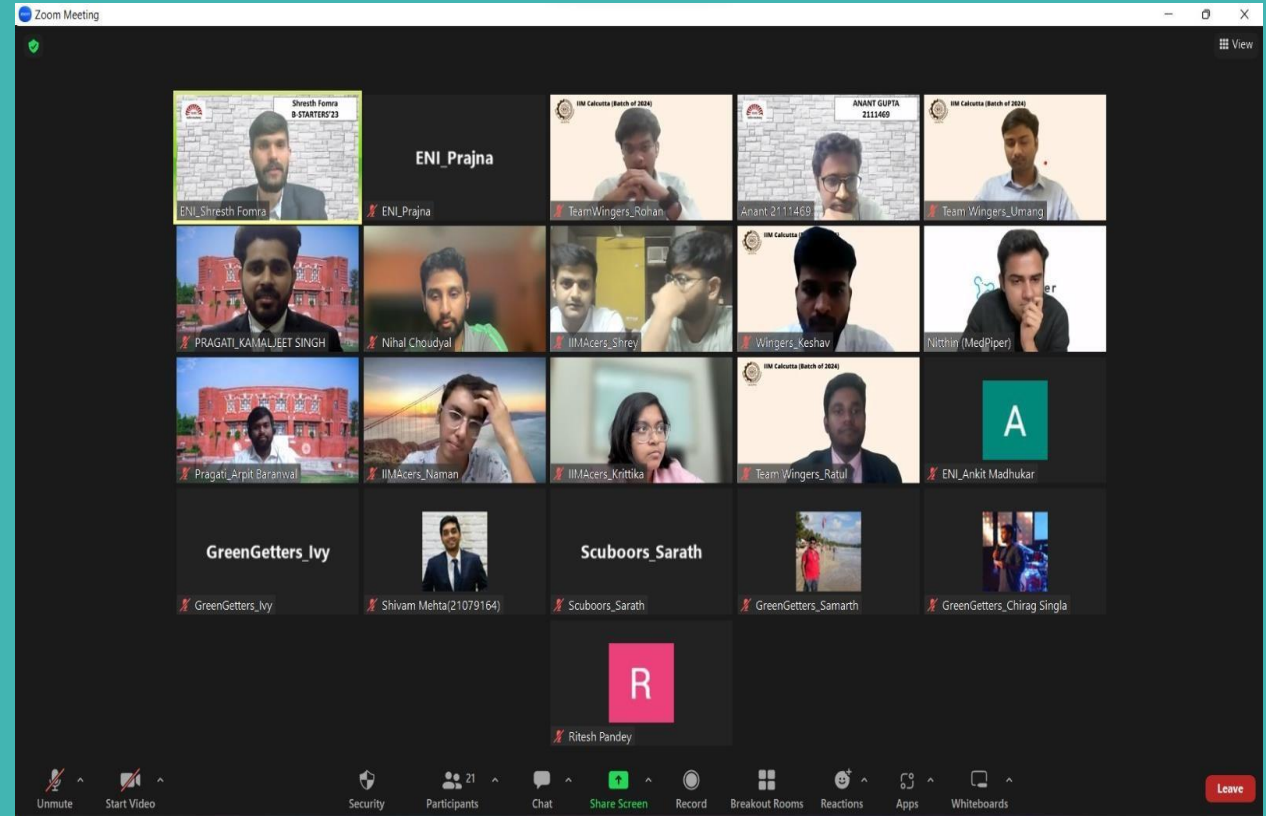 Zoom Meeting
View
Shresth Fomra
B-STARTERS'23
ENI_Shresth Fomra
ENI_Prajna
ENI_Prajna
IIM Calcutta (Batch of 2024)
TeamWingers_Rohan
ANANT GUPTA
2111469
Anant 2111469
IIM Calcutta (Batch of 2024)
Team Wingers_Umang
PRAGATI_KAMALJEET SINGH
Nihal Choudyal
IIMAcers_Shrey
IIM Calcutta (
Wingers_Keshav
er
Nitthin (MedPiper)
Pragati_Arpit Baranwal
IIMAcers_Naman
IIMAcers_Krittika
IIM Calcutta (Batch of 2024)
Team Wingers_Ratul
A
ENI_Ankit Madhukar
GreenGetters_Ivy
GreenGetters_Ivy
Shivam Mehta(21079164)
Scuboors_Sarath
Scuboors_Sarath
GreenGetters_Samarth
GreenGetters_Chirag Singla
R
Ritesh Pandey
Unmute
Start Video
Security
21
Participants
Chat
Share Screen
Record
Breakout Rooms
Reactions
Apps
Whiteboards
Leave